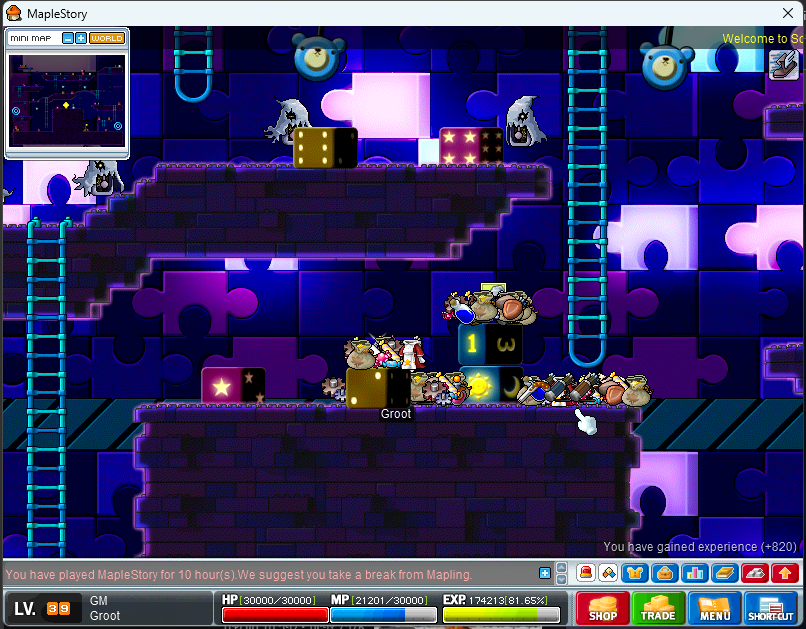 MapleStory
MINI MAP
WORLD
Welcome to Sc
1
3
Groot
You have gained experience (+820)
You have played MapleStory for 10 hour(s).We suggest you take a break from Mapling.
LV. 39
GM
Groot
HP[30000/30000] MP[21201/30000] EXP 174213[81.65%]
SHOP
TRADE
MENU
SHORTCUT